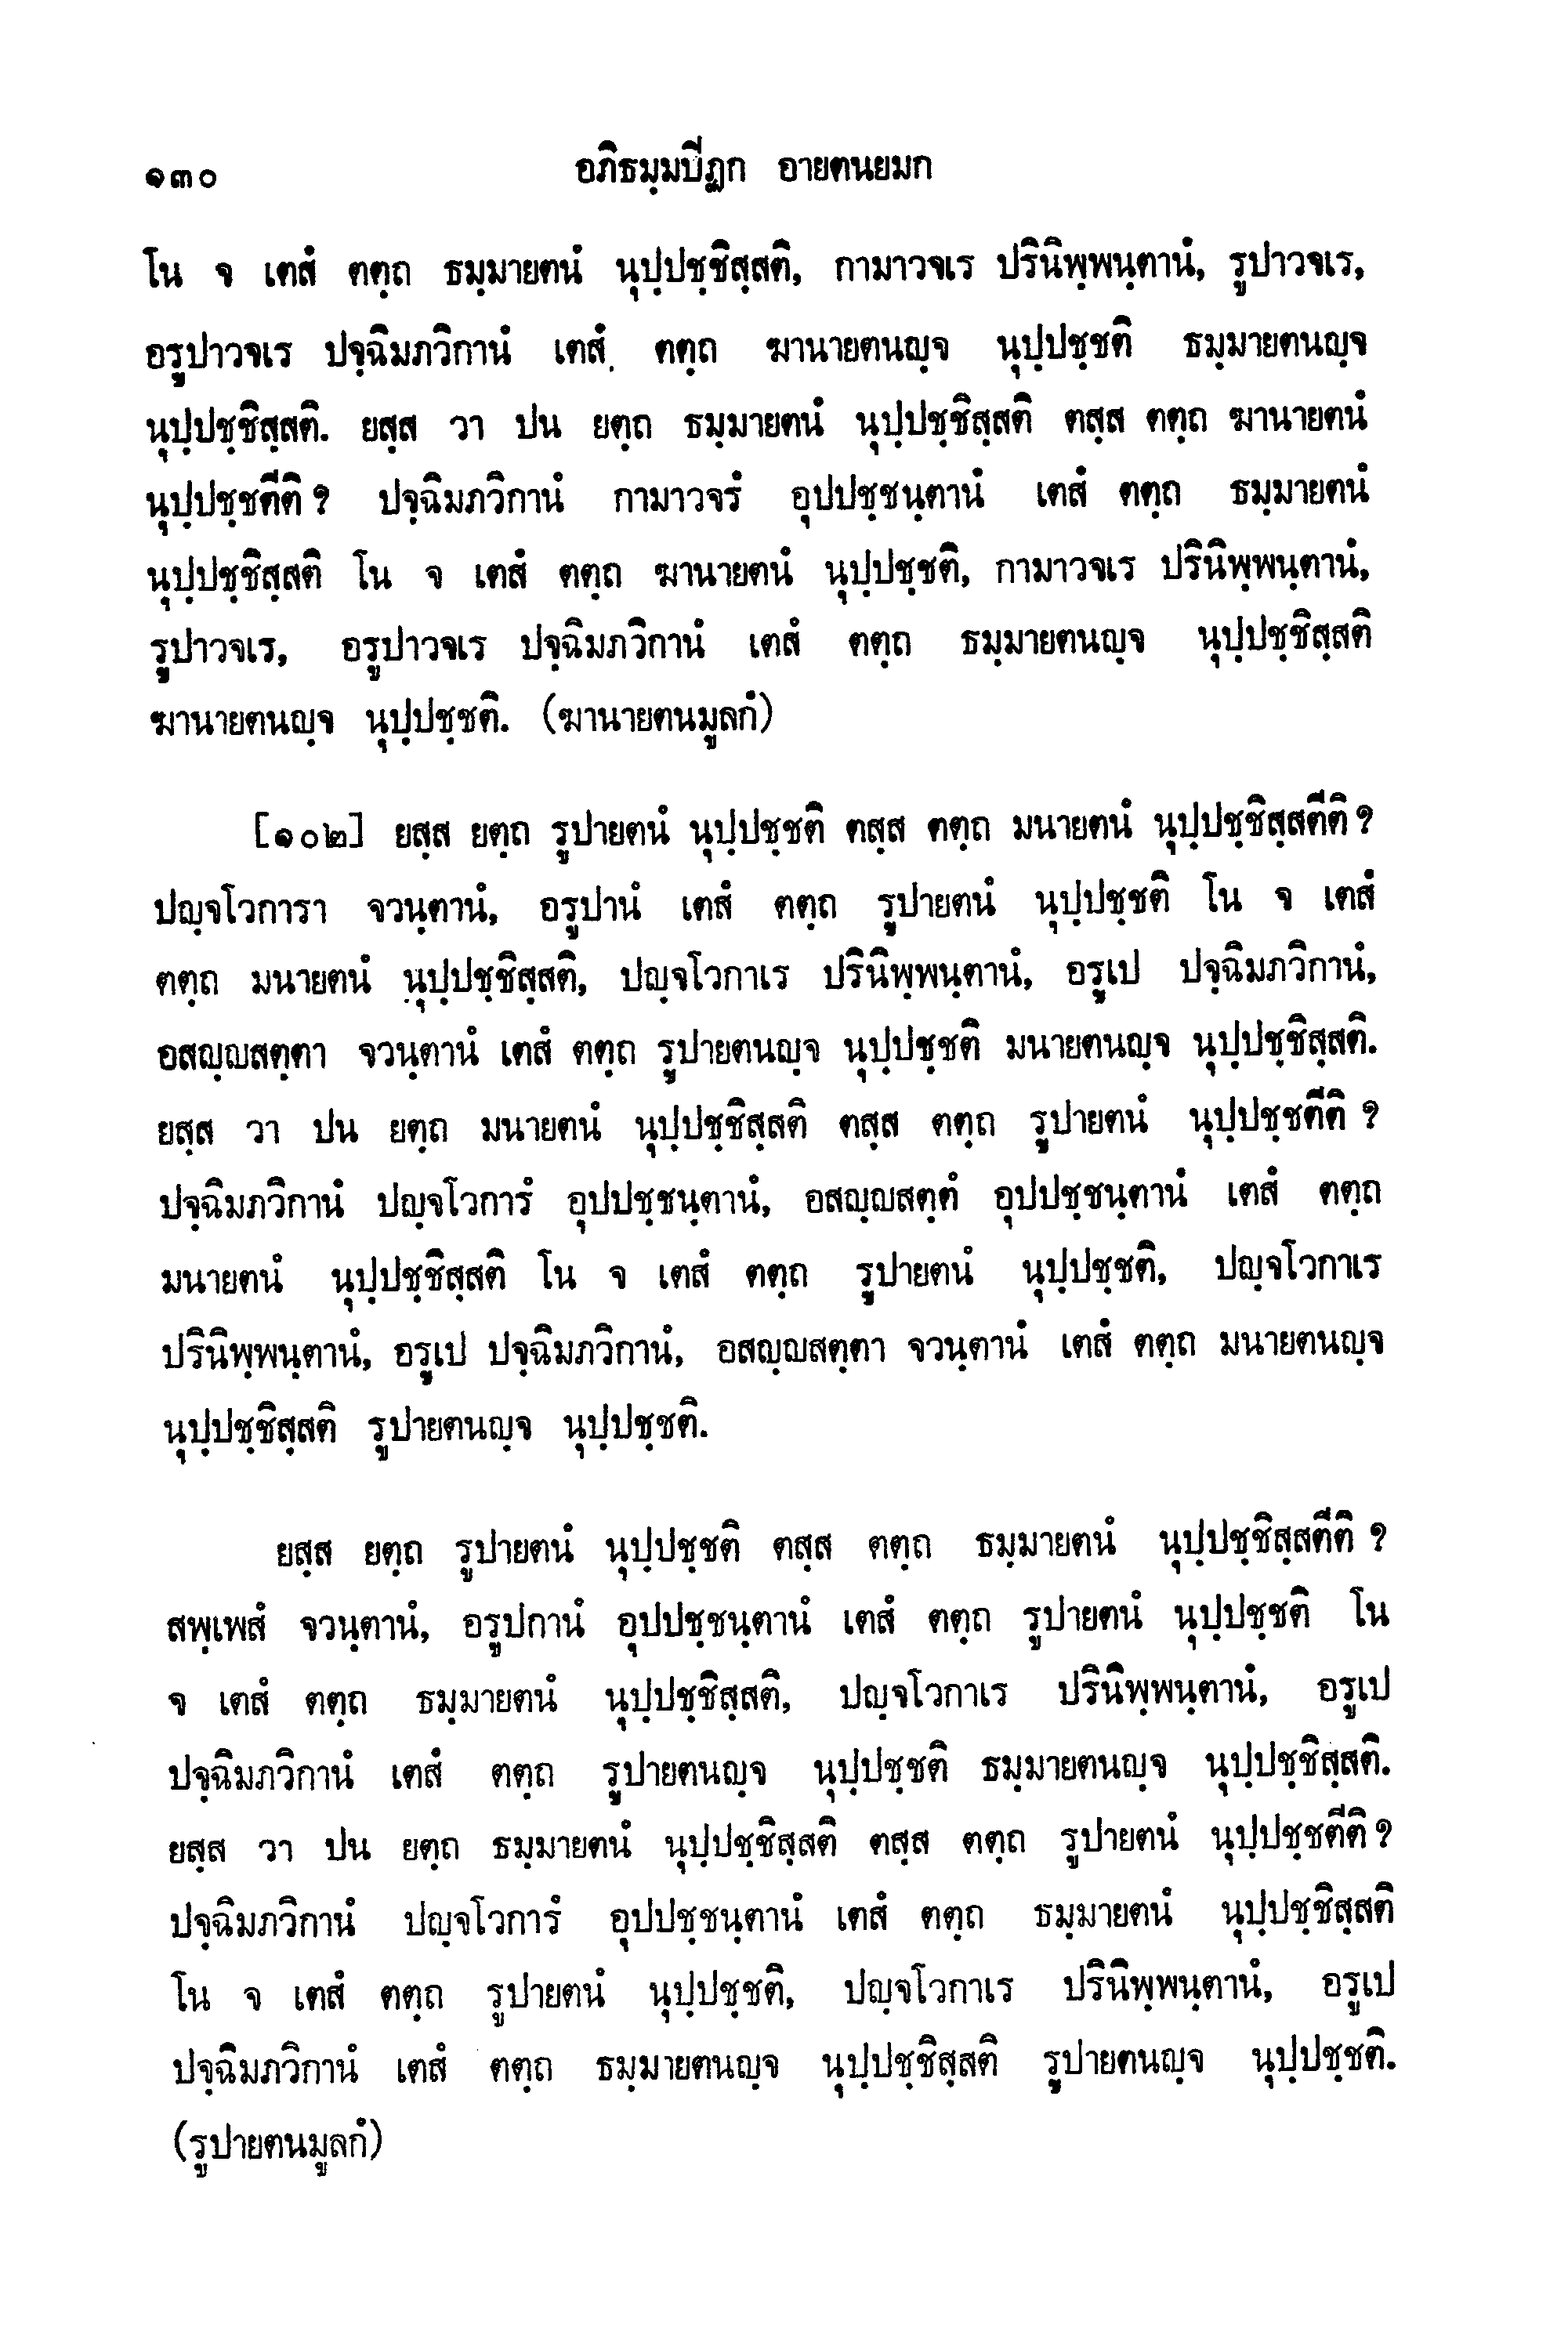 ๑๓๐ อภิธมฺมปีฏก อายตนยมก
โน จ เตสํ ตตฺถ ธมฺมายตนํ นุปฺปชฺชิสฺสติ, กามาวจเร ปรินิพฺพนฺตานํ, รูปาวจเร,
อรูปาวจเร ปจฺฉิมภวิกานํ เตสํ ตตฺถ ฆานายตนญฺจ นุปฺปชฺชติ ธมฺมายตนญฺจ
นุปฺปชฺชิสฺสติ. ยสฺส วา ปน ยตฺถ ธมฺมายตนํ นุปฺปชฺชิสฺสติ ตสฺส ตตฺถ ฆานายตนํ
นุปฺปชฺชตีติ ? ปจฺฉิมภวิกานํ กามาวจรํ อุปปชฺชนฺตานํ เตสํ ตตฺถ ธมฺมายตนํ
นุปฺปชฺชิสฺสติ โน จ เตสํ ตตฺถ ฆานายตนํ นุปฺปชฺชติ, กามาวจเร ปรินิพฺพนฺตานํ,
รูปาวจเร, อรูปาวจเร ปจฺฉิมภวิกานํ เตสํ ตตฺถ ธมฺมายตนญฺจ นุปฺปชฺชิสฺสติ
ฆานายตนญฺจ นุปฺปชฺชติ. (ฆานายตนมูลกํ)
[๑๐๒] ยสฺส ยตฺถ รูปายตนํ นุปฺปชฺชติ ตสฺส ตตฺถ มนายตนํ นุปฺปชฺชิสฺสตีติ ?
ปญฺจโวการา จวนฺตานํ, อรูปานํ เตสํ ตตฺถ รูปายตนํ นุปฺปชฺชติ โน จ เตสํ
ตตฺถ มนายตนํ นุปฺปชฺชิสฺสติ, ปญฺจโวกาเร ปรินิพฺพนฺตานํ, อรูเป ปจฺฉิมภวิกานํ,
อสญฺญสตฺตา จวนฺตานํ เตสํ ตตฺถ รูปายตนญฺจ นุปฺปชฺชติ มนายตนญฺจ นุปฺปชฺชิสฺสติ.
ยสฺส วา ปน ยตฺถ มนายตนํ นุปฺปชฺชิสฺสติ ตสฺส ตตฺถ รูปายตนํ นุปฺปชฺชตีติ ?
ปจฺฉิมภวิกานํ ปญฺจโวการํ อุปปชฺชนฺตานํ, อสญฺญสตฺตํ อุปปชฺชนฺตานํ เตสํ ตตฺถ
มนายตนํ นุปฺปชฺชิสฺสติ โน จ เตสํ ตตฺถ รูปายตนํ นุปฺปชฺชติ, ปญฺจโวกาเร
ปรินิพฺพนฺตานํ, อรูเป ปจฺฉิมภวิกานํ, อสญฺญสตฺตา จวนฺตานํ เตสํ ตตฺถ มนายตนญฺจ
นุปฺปชฺชิสฺสติ รูปายตนญฺจ นุปฺปชฺชติ.
ยสฺส ยตฺถ รูปายตนํ นุปฺปชฺชติ ตสฺส ตตฺถ ธมฺมายตนํ นุปฺปชฺชิสฺสตีติ ?
สพฺเพสํ จวนฺตานํ, อรูปกานํ อุปปชฺชนฺตานํ เตสํ ตตฺถ รูปายตนํ นุปฺปชฺชติ โน
จ เตสํ ตตฺถ ธมฺมายตนํ นุปฺปชฺชิสฺสติ, ปญฺจโวกาเร ปรินิพฺพนฺตานํ, อรูเป
ปจฺฉิมภวิกานํ เตสํ ตตฺถ รูปายตนญฺจ นุปฺปชฺชติ ธมฺมายตนญฺจ นุปฺปชฺชิสฺสติ.
ยสฺส วา ปน ยตฺถ ธมฺมายตนํ นุปฺปชฺชิสฺสติ ตสฺส ตตฺถ รูปายตนํ นุปฺปชฺชตีติ ?
ปจฺฉิมภวิกานํ ปญฺจโวการํ อุปปชฺชนฺตานํ เตสํ ตตฺถ ธมฺมายตนํ นุปฺปชฺชิสฺสติ
โน จ เตสํ ตตฺถ รูปายตนํ นุปฺปชฺชติ, ปญฺจโวกาเร ปรินิพฺพนฺตานํ, อรูเป
ปจฺฉิมภวิกานํ เตสํ ตตฺถ ธมฺมายตนญฺจ นุปฺปชฺชิสฺสติ รูปายตนญฺจ นุปฺปชฺชติ.
(รูปายตนมูลกํ)